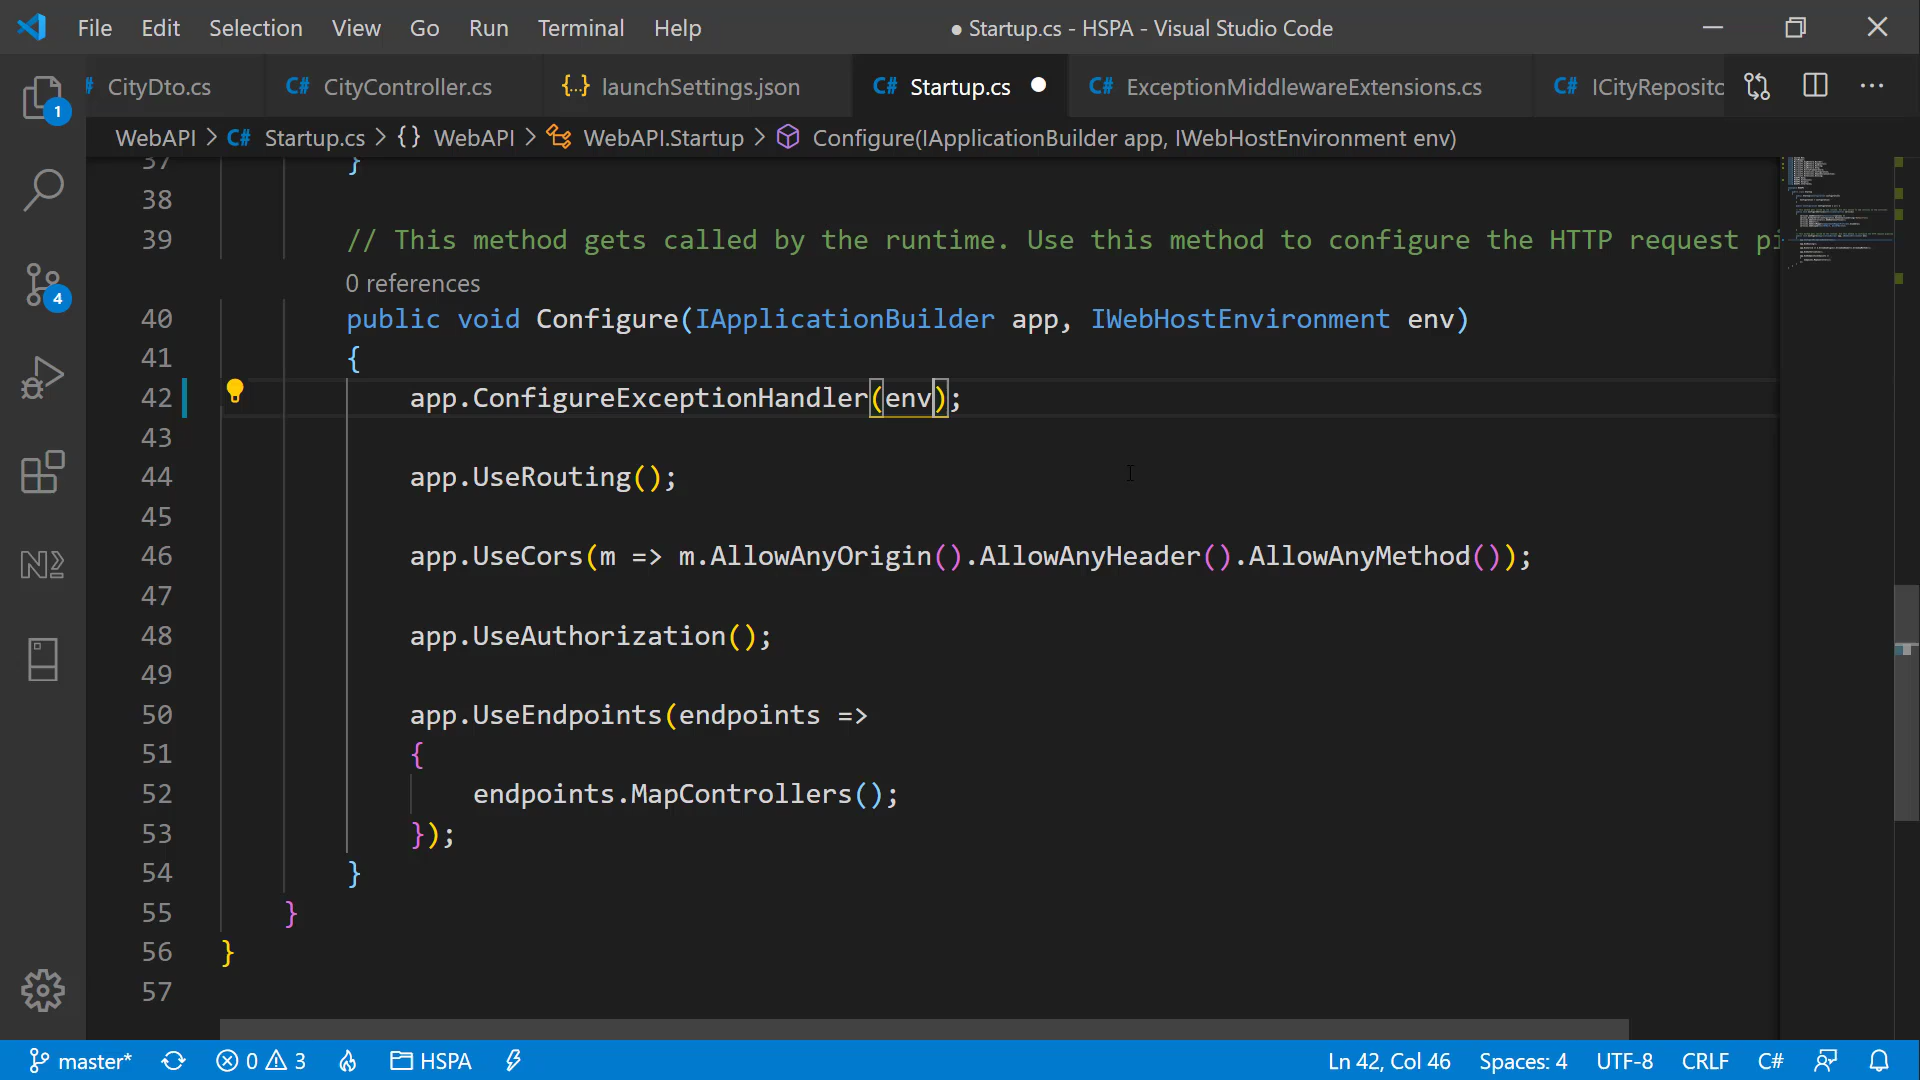 File Edit Selection View Go Run Terminal Help ● Startup.cs - HSPA - Visual Studio Code
CityDto.cs C# CityController.cs {..} launchSettings.json C# Startup.cs C# ExceptionMiddlewareExtensions.cs C# ICityReposito
WebAPI > C# Startup.cs > {} WebAPI > WebAPI.Startup > Configure(IApplicationBuilder app, IWebHostEnvironment env)
37 }
38
39 // This method gets called by the runtime. Use this method to configure the HTTP request pi
0 references
40 public void Configure(IApplicationBuilder app, IWebHostEnvironment env)
41 {
42 app.ConfigureExceptionHandler(env);
43
44 app.UseRouting();
45
46 app.UseCors(m => m.AllowAnyOrigin().AllowAnyHeader().AllowAnyMethod());
47
48 app.UseAuthorization();
49
50 app.UseEndpoints(endpoints =>
51 {
52 endpoints.MapControllers();
53 });
54 }
55 }
56 }
57
1
4
master* 0 3 HSPA Ln 42, Col 46 Spaces: 4 UTF-8 CRLF C#